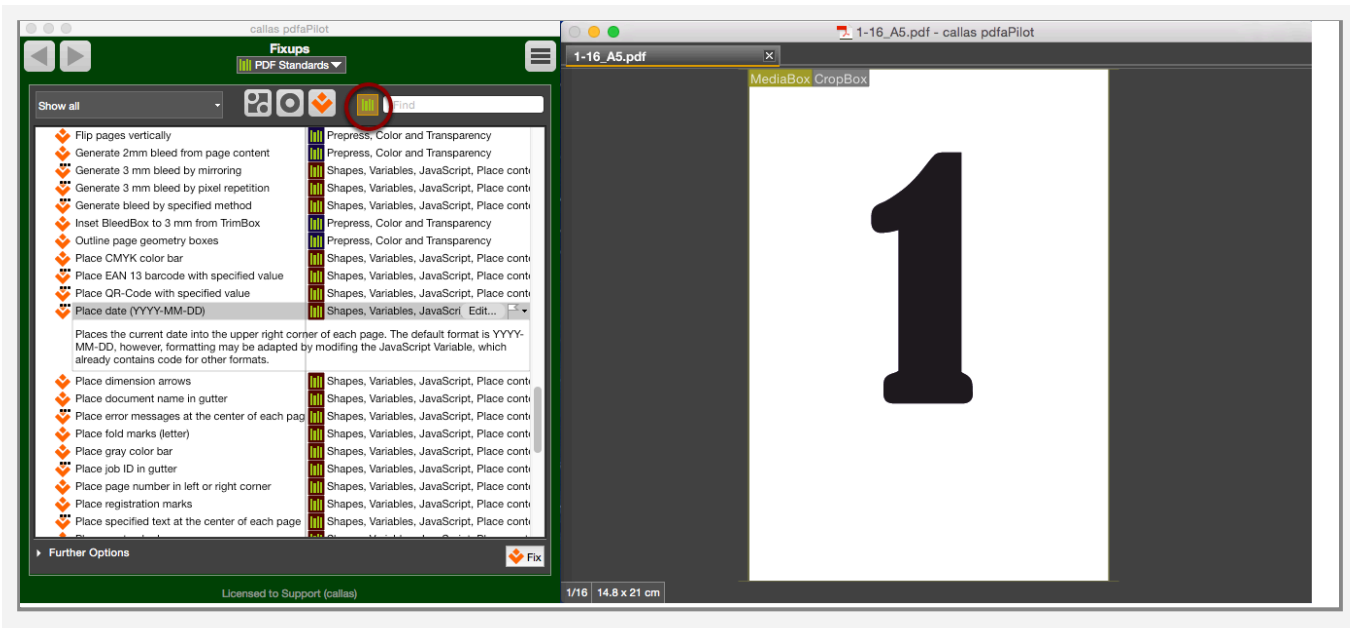 callas pdfaPilot
Fixups
PDF Standards
Show all
Find
Flip pages vertically Prepress, Color and Transparency
Generate 2mm bleed from page content Prepress, Color and Transparency
Generate 3 mm bleed by mirroring Shapes, Variables, JavaScript, Place conte
Generate 3 mm bleed by pixel repetition Shapes, Variables, JavaScript, Place conte
Generate bleed by specified method Shapes, Variables, JavaScript, Place conte
Inset BleedBox to 3 mm from TrimBox Prepress, Color and Transparency
Outline page geometry boxes Prepress, Color and Transparency
Place CMYK color bar Shapes, Variables, JavaScript, Place conte
Place EAN 13 barcode with specified value Shapes, Variables, JavaScript, Place conte
Place QR-Code with specified value Shapes, Variables, JavaScript, Place conte
Place date (YYYY-MM-DD) Shapes, Variables, JavaScri Edit...
Places the current date into the upper right corner of each page. The default format is YYYY-
MM-DD, however, formatting may be adapted by modifing the JavaScript Variable, which
already contains code for other formats.
Place dimension arrows Shapes, Variables, JavaScript, Place conte
Place document name in gutter Shapes, Variables, JavaScript, Place conte
Place error messages at the center of each pag Shapes, Variables, JavaScript, Place conte
Place fold marks (letter) Shapes, Variables, JavaScript, Place conte
Place gray color bar Shapes, Variables, JavaScript, Place conte
Place job ID in gutter Shapes, Variables, JavaScript, Place conte
Place page number in left or right corner Shapes, Variables, JavaScript, Place conte
Place registration marks Shapes, Variables, JavaScript, Place conte
Place specified text at the center of each page Shapes, Variables, JavaScript, Place conte
Further Options
Fix
Licensed to Support (callas)
1-16_A5.pdf - callas pdfaPilot
1-16_A5.pdf
MediaBox CropBox
1
1/16 14.8 x 21 cm